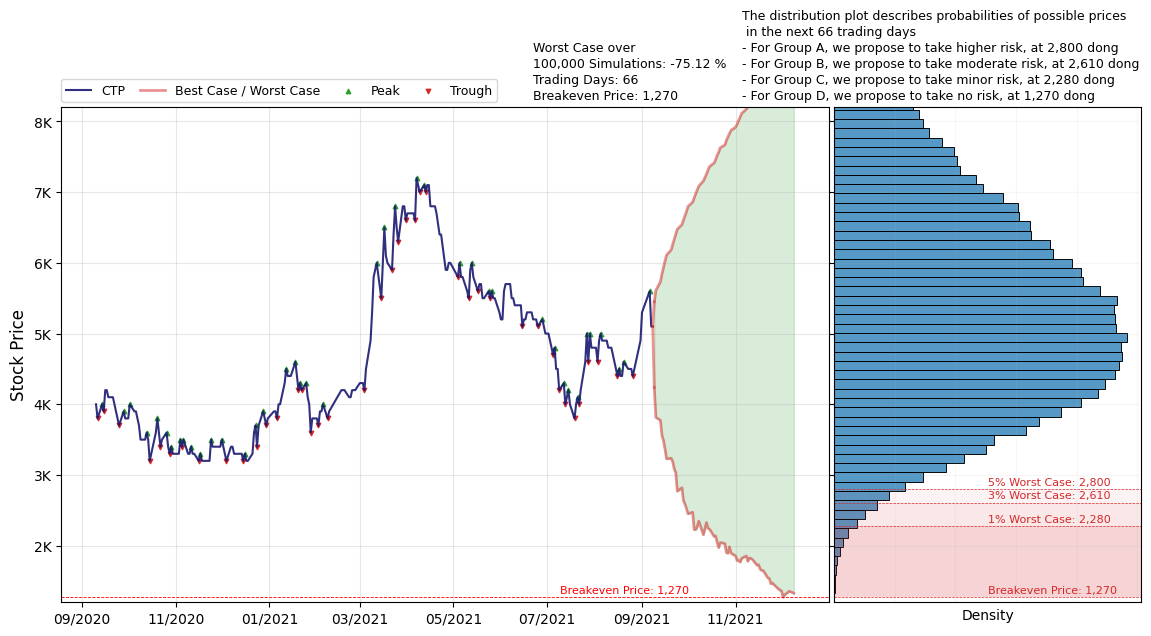 The distribution plot describes probabilities of possible prices
in the next 66 trading days
- For Group A, we propose to take higher risk, at 2,800 dong
- For Group B, we propose to take moderate risk, at 2,610 dong
- For Group C, we propose to take minor risk, at 2,280 dong
- For Group D, we propose to take no risk, at 1,270 dong
Worst Case over
100,000 Simulations: -75.12 %
Trading Days: 66
Breakeven Price: 1,270
CTP
Best Case / Worst Case
Peak
Trough
Stock Price
8K
7K
6K
5K
4K
3K
2K
5% Worst Case: 2,800
3% Worst Case: 2,610
1% Worst Case: 2,280
Breakeven Price: 1,270
Breakeven Price: 1,270
09/2020
11/2020
01/2021
03/2021
05/2021
07/2021
09/2021
11/2021
Density